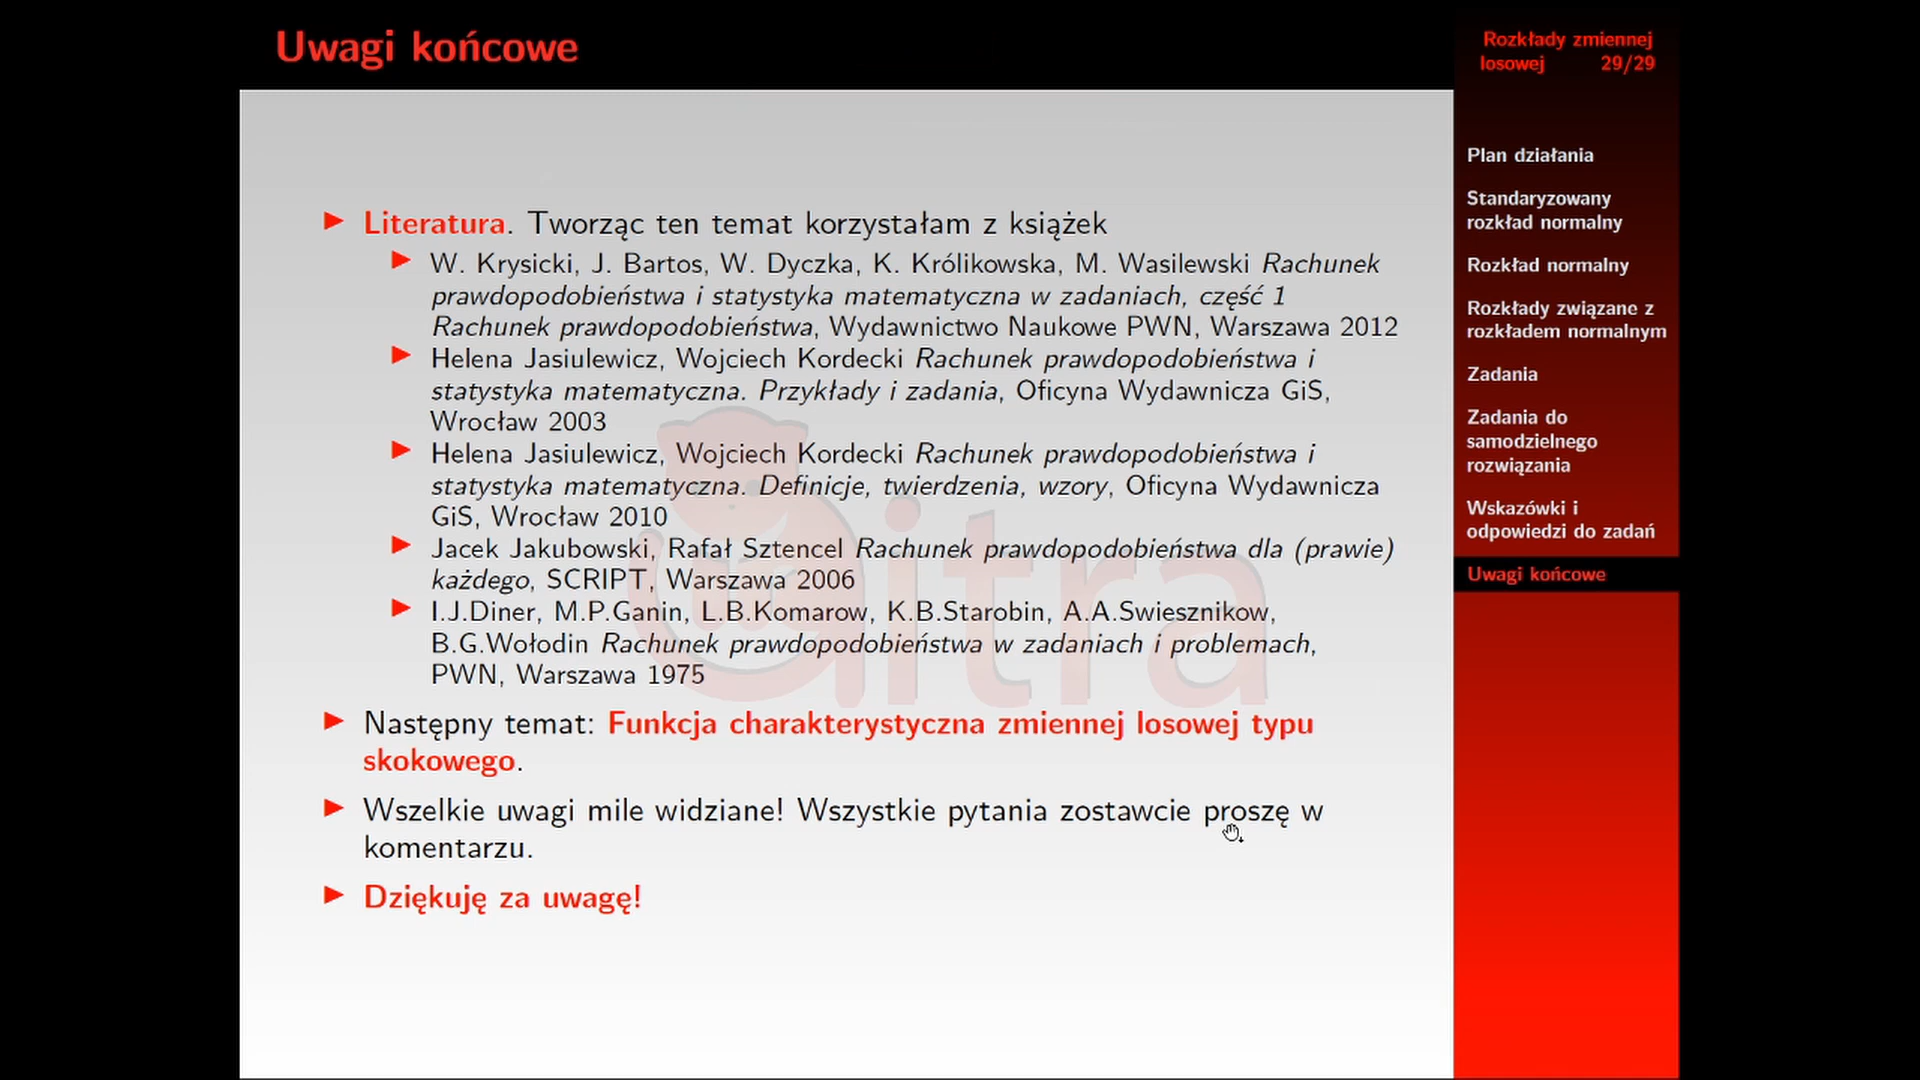 Uwagi końcowe
Literatura. Tworząc ten temat korzystałam z książek
W. Krysicki, J. Bartos, W. Dyczka, K. Królikowska, M. Wasilewski Rachunek
prawdopodobieństwa i statystyka matematyczna w zadaniach, część 1
Rachunek prawdopodobieństwa, Wydawnictwo Naukowe PWN, Warszawa 2012
Helena Jasiulewicz, Wojciech Kordecki Rachunek prawdopodobieństwa i
statystyka matematyczna. Przykłady i zadania, Oficyna Wydawnicza GiS,
Wrocław 2003
Helena Jasiulewicz, Wojciech Kordecki Rachunek prawdopodobieństwa i
statystyka matematyczna. Definicje, twierdzenia, wzory, Oficyna Wydawnicza
GiS, Wrocław 2010
Jacek Jakubowski, Rafał Sztencel Rachunek prawdopodobieństwa dla (prawie)
każdego, SCRIPT, Warszawa 2006
I.J.Diner, M.P.Ganin, L.B.Komarow, K.B.Starobin, A.A.Swiesznikow,
B.G.Wołodin Rachunek prawdopodobieństwa w zadaniach i problemach,
PWN, Warszawa 1975
Następny temat: Funkcja charakterystyczna zmiennej losowej typu
skokowego.
Wszelkie uwagi mile widziane! Wszystkie pytania zostawcie proszę w
komentarzu.
Dziękuję za uwagę!
aitra
Rozkłady zmiennej
losowej 29/29
Plan działania
Standaryzowany
rozkład normalny
Rozkład normalny
Rozkłady związane z
rozkładem normalnym
Zadania
Zadania do
samodzielnego
rozwiązania
Wskazówki i
odpowiedzi do zadań
Uwagi końcowe